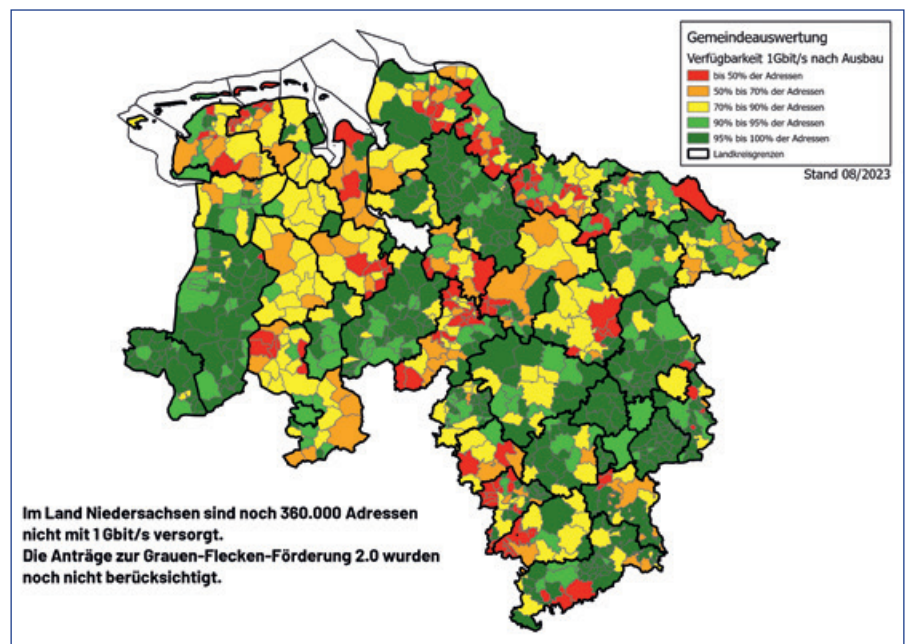 Gemeindeauswertung
Verfügbarkeit 1Gbit/s nach Ausbau
bis 50% der Adressen
50% bis 70% der Adressen
70% bis 90% der Adressen
90% bis 95% der Adressen
95% bis 100% der Adressen
Landkreisgrenzen
Stand 08/2023
Im Land Niedersachsen sind noch 360.000 Adressen
nicht mit 1 Gbit/s versorgt.
Die Anträge zur Grauen-Flecken-Förderung 2.0 wurden
noch nicht berücksichtigt.